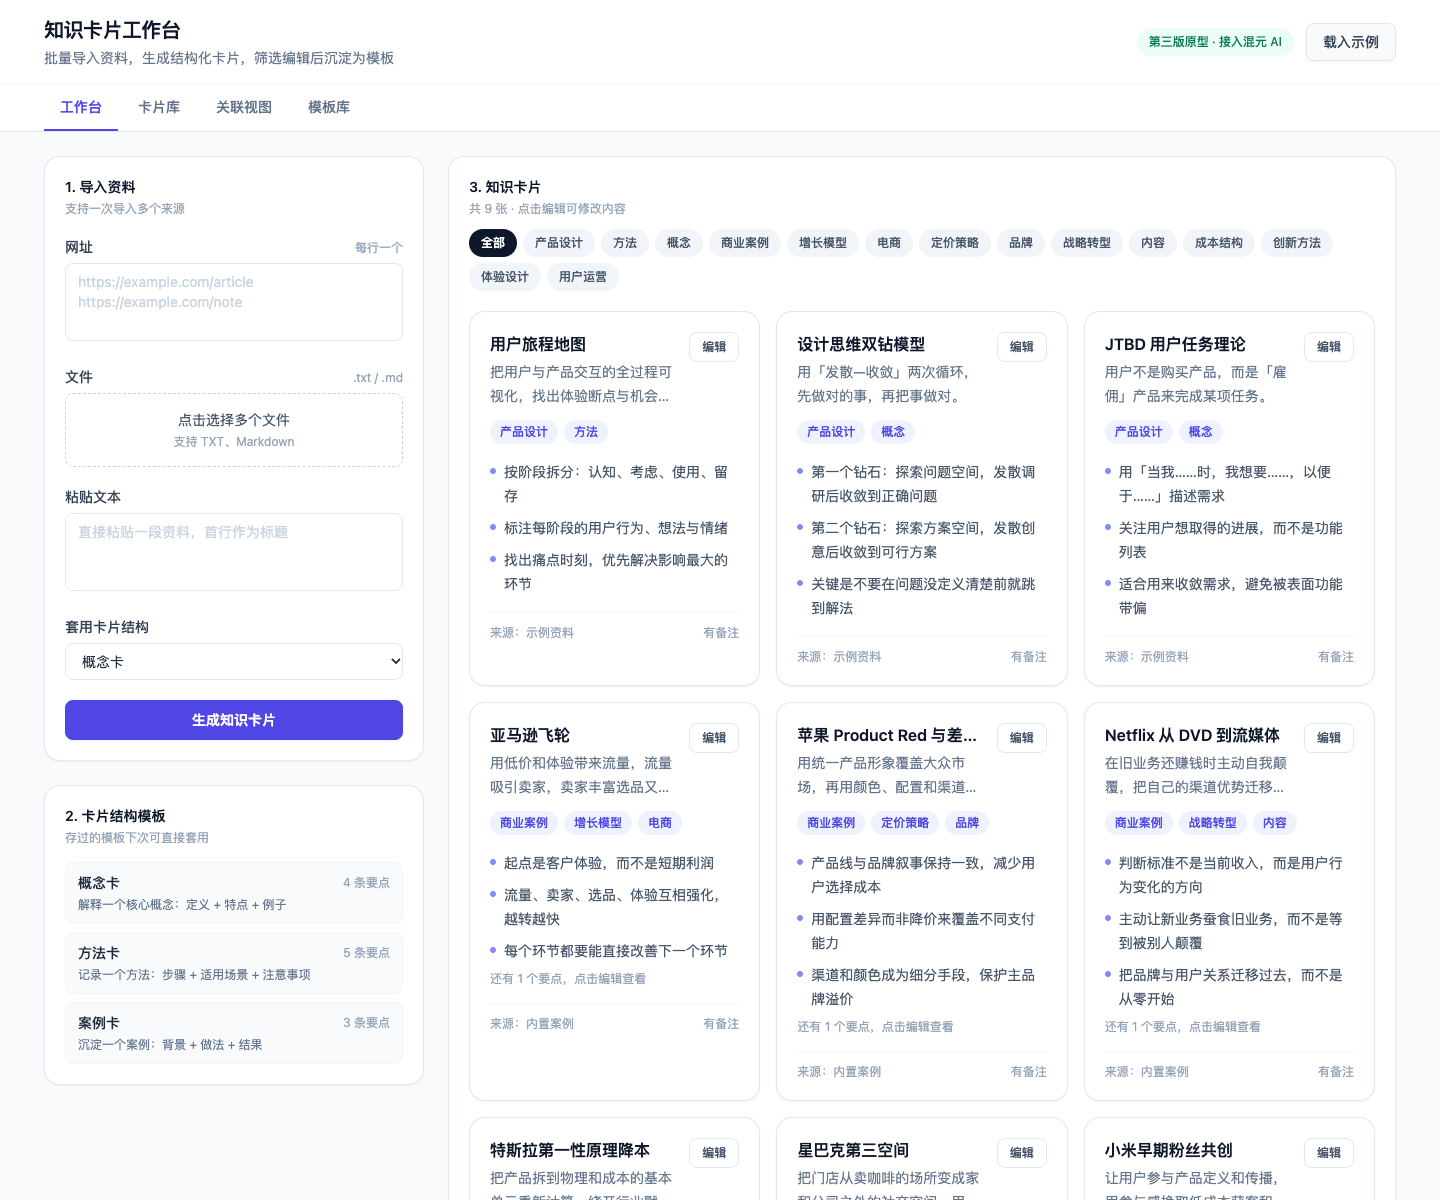 知识卡片工作台
批量导入资料，生成结构化卡片，筛选编辑后沉淀为模板
第三版原型 · 接入混元 AI
载入示例
工作台
卡片库
关联视图
模板库
1. 导入资料
支持一次导入多个来源
网址
每行一个
https://example.com/article
https://example.com/note
文件
.txt / .md
点击选择多个文件
支持 TXT、Markdown
粘贴文本
直接粘贴一段资料，首行作为标题
套用卡片结构
概念卡
生成知识卡片
2. 卡片结构模板
存过的模板下次可直接套用
概念卡
4 条要点
解释一个核心概念：定义 + 特点 + 例子
方法卡
5 条要点
记录一个方法：步骤 + 适用场景 + 注意事项
案例卡
3 条要点
沉淀一个案例：背景 + 做法 + 结果
3. 知识卡片
共 9 张 · 点击编辑可修改内容
全部
产品设计
方法
概念
商业案例
增长模型
电商
定价策略
品牌
战略转型
内容
成本结构
创新方法
体验设计
用户运营
用户旅程地图
编辑
把用户与产品交互的全过程可
视化，找出体验断点与机会...
产品设计
方法
按阶段拆分：认知、考虑、使用、留
存
标注每阶段的用户行为、想法与情绪
找出痛点时刻，优先解决影响最大的
环节
来源：示例资料
有备注
设计思维双钻模型
编辑
用「发散—收敛」两次循环，
先做对的事，再把事做对。
产品设计
概念
第一个钻石：探索问题空间，发散调
研后收敛到正确问题
第二个钻石：探索方案空间，发散创
意后收敛到可行方案
关键是不要在问题没定义清楚前就跳
到解法
来源：示例资料
有备注
JTBD 用户任务理论
编辑
用户不是购买产品，而是「雇
佣」产品来完成某项任务。
产品设计
概念
用「当我……时，我想要……，以便
于……」描述需求
关注用户想取得的进展，而不是功能
列表
适合用来收敛需求，避免被表面功能
带偏
来源：示例资料
有备注
亚马逊飞轮
编辑
用低价和体验带来流量，流量
吸引卖家，卖家丰富选品又...
商业案例
增长模型
电商
起点是客户体验，而不是短期利润
流量、卖家、选品、体验互相强化，
越转越快
每个环节都要能直接改善下一个环节
还有 1 个要点，点击编辑查看
来源：内置案例
有备注
苹果 Product Red 与差...
编辑
用统一产品形象覆盖大众市
场，再用颜色、配置和渠道...
商业案例
定价策略
品牌
产品线与品牌叙事保持一致，减少用
户选择成本
用配置差异而非降价来覆盖不同支付
能力
渠道和颜色成为细分手段，保护主品
牌溢价
还有 1 个要点，点击编辑查看
来源：内置案例
有备注
Netflix 从 DVD 到流媒体
编辑
在旧业务还赚钱时主动自我颠
覆，把自己的渠道优势迁移...
商业案例
战略转型
内容
判断标准不是当前收入，而是用户行
为变化的方向
主动让新业务蚕食旧业务，而不是等
到被别人颠覆
把品牌与用户关系迁移过去，而不是
从零开始
还有 1 个要点，点击编辑查看
来源：内置案例
有备注
特斯拉第一性原理降本
编辑
把产品拆到物理和成本的基本
星巴克第三空间
编辑
把门店从卖咖啡的场所变成家
小米早期粉丝共创
编辑
让用户参与产品定义和传播，